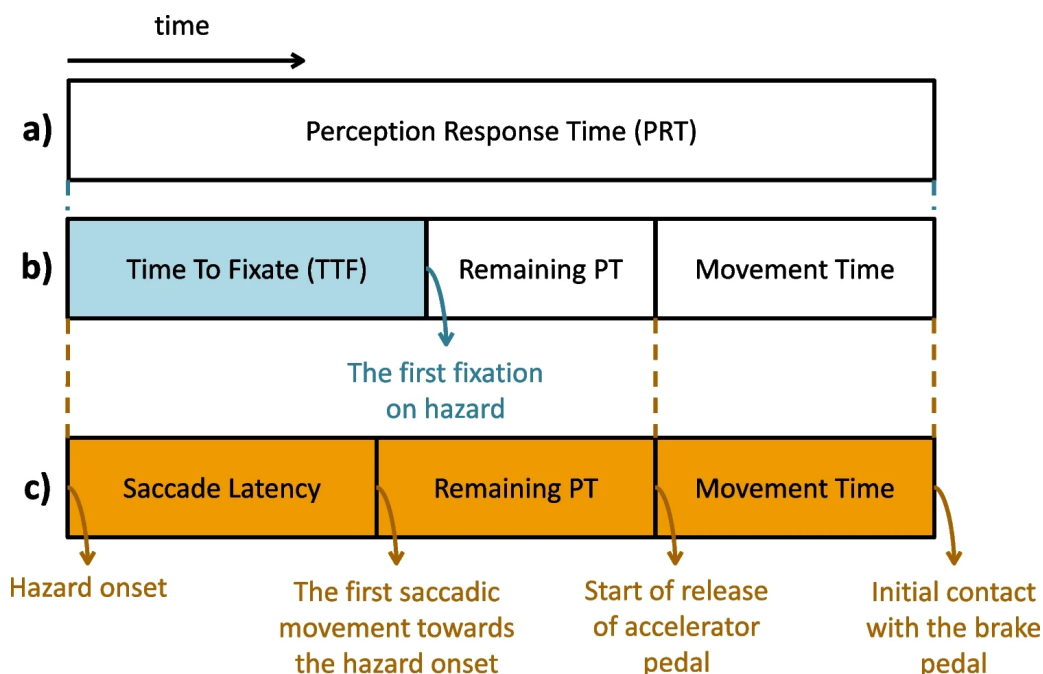 time
a)
Perception Response Time (PRT)
b)
Time To Fixate (TTF)
Remaining PT
Movement Time
The first fixation
on hazard
c)
Saccade Latency
Remaining PT
Movement Time
Hazard onset
The first saccadic
movement towards
the hazard onset
Start of release
of accelerator
pedal
Initial contact
with the brake
pedal